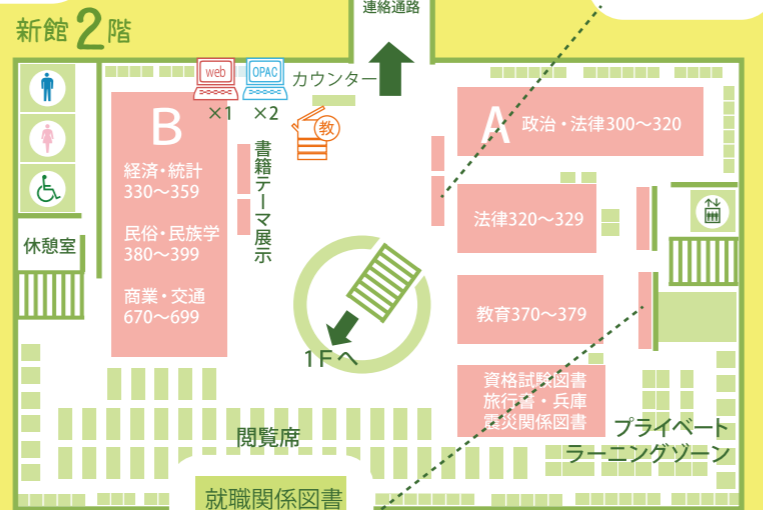 連絡通路
新館2階
web
OPAC
カウンター
×1
×2
教
B
経済・統計
330〜359
民俗・民族学
380〜399
商業・交通
670〜699
書籍テーマ展示
A
政治・法律300〜320
法律320〜329
教育370〜379
資格試験図書
旅行書・兵庫
震災関係図書
休憩室
1Fへ
閲覧席
プライベート
ラーニングゾーン
就職関係図書